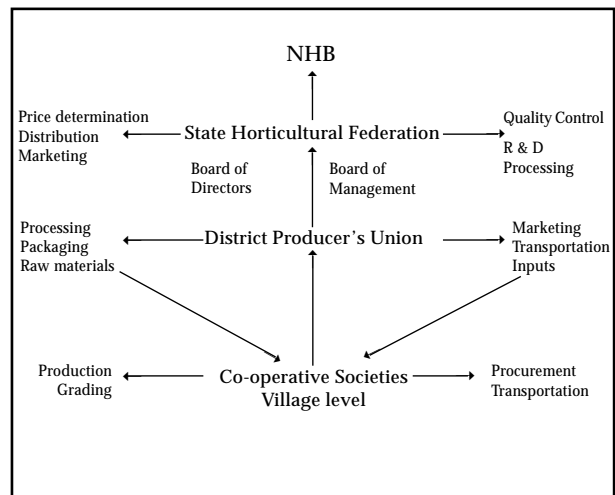 NHB
Price determination
Distribution
Marketing
State Horticultural Federation
Quality Control
R & D
Processing
Board of
Directors
Board of
Management
Processing
Packaging
Raw materials
District Producer's Union
Marketing
Transportation
Inputs
Production
Grading
Co-operative Societies
Village level
Procurement
Transportation